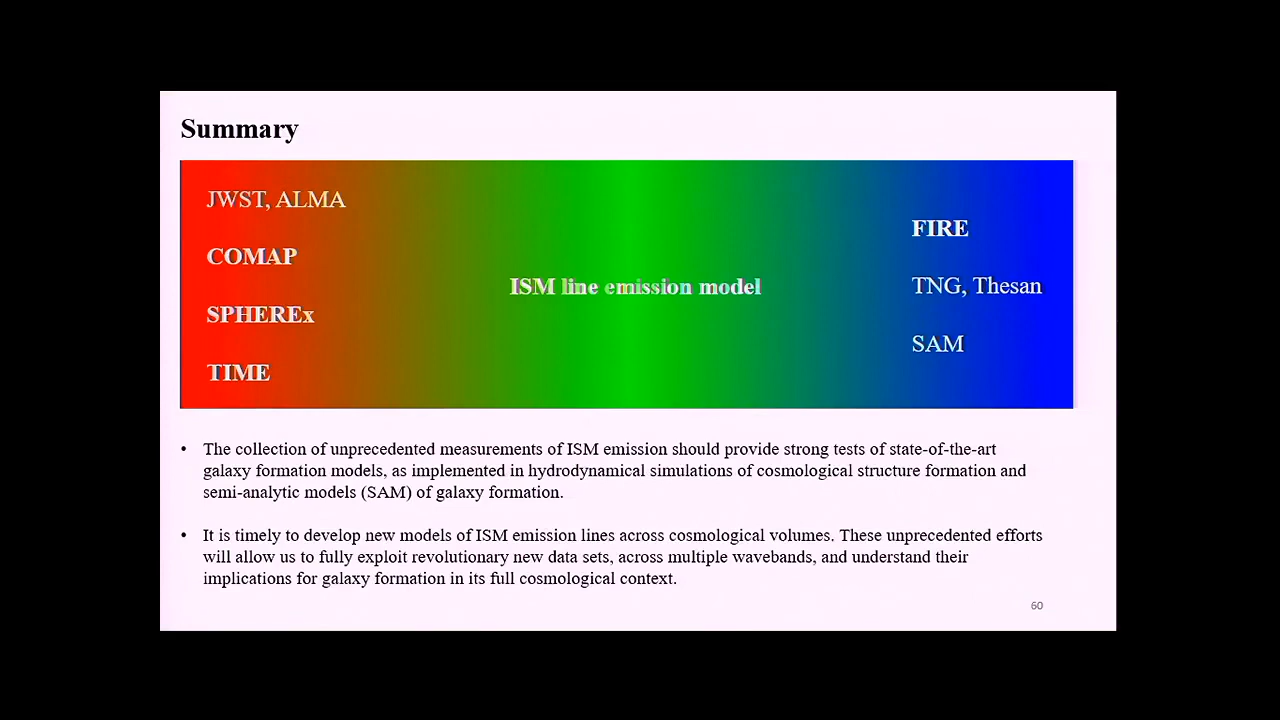 Summary
JWST, ALMA
COMAP
SPHEREx
TIME
ISM line emission model
FIRE
TNG, Thesan
SAM
• The collection of unprecedented measurements of ISM emission should provide strong tests of state-of-the-art
galaxy formation models, as implemented in hydrodynamical simulations of cosmological structure formation and
semi-analytic models (SAM) of galaxy formation.
• It is timely to develop new models of ISM emission lines across cosmological volumes. These unprecedented efforts
will allow us to fully exploit revolutionary new data sets, across multiple wavebands, and understand their
implications for galaxy formation in its full cosmological context.
60